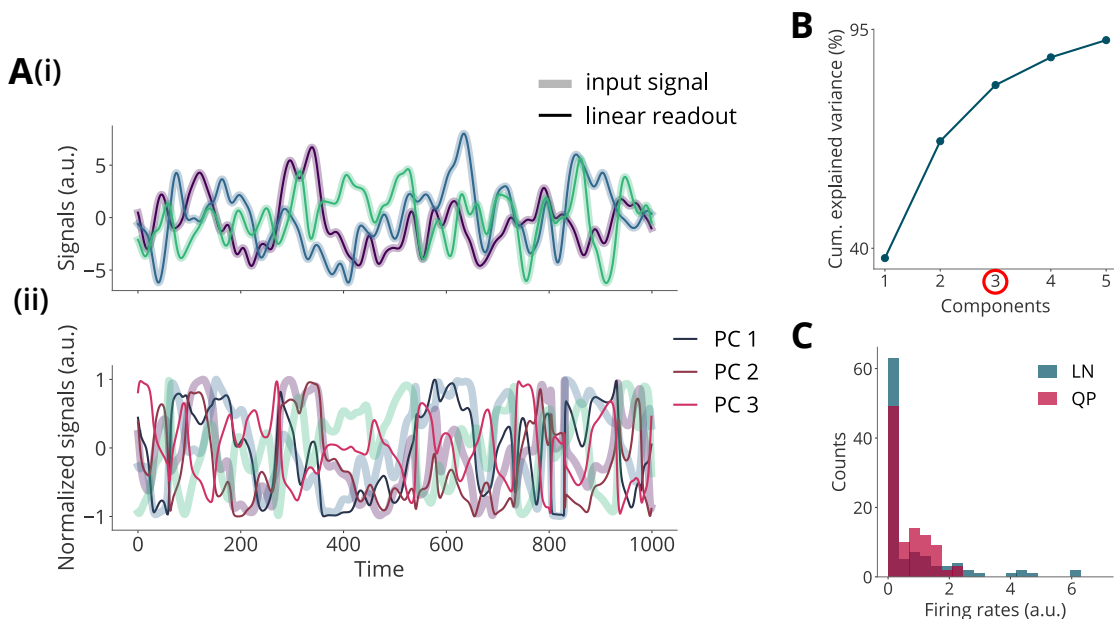 A(i)
input signal
linear readout
Signals (a.u.)
5
0
−5
(ii)
PC 1
PC 2
PC 3
Normalized signals (a.u.)
1
0
−1
0 200 400 600 800 1000
Time
B
Cum. explained variance (%)
95
40
1 2 3 4 5
Components
C
LN
QP
Counts
60
40
20
0
0 2 4 6
Firing rates (a.u.)